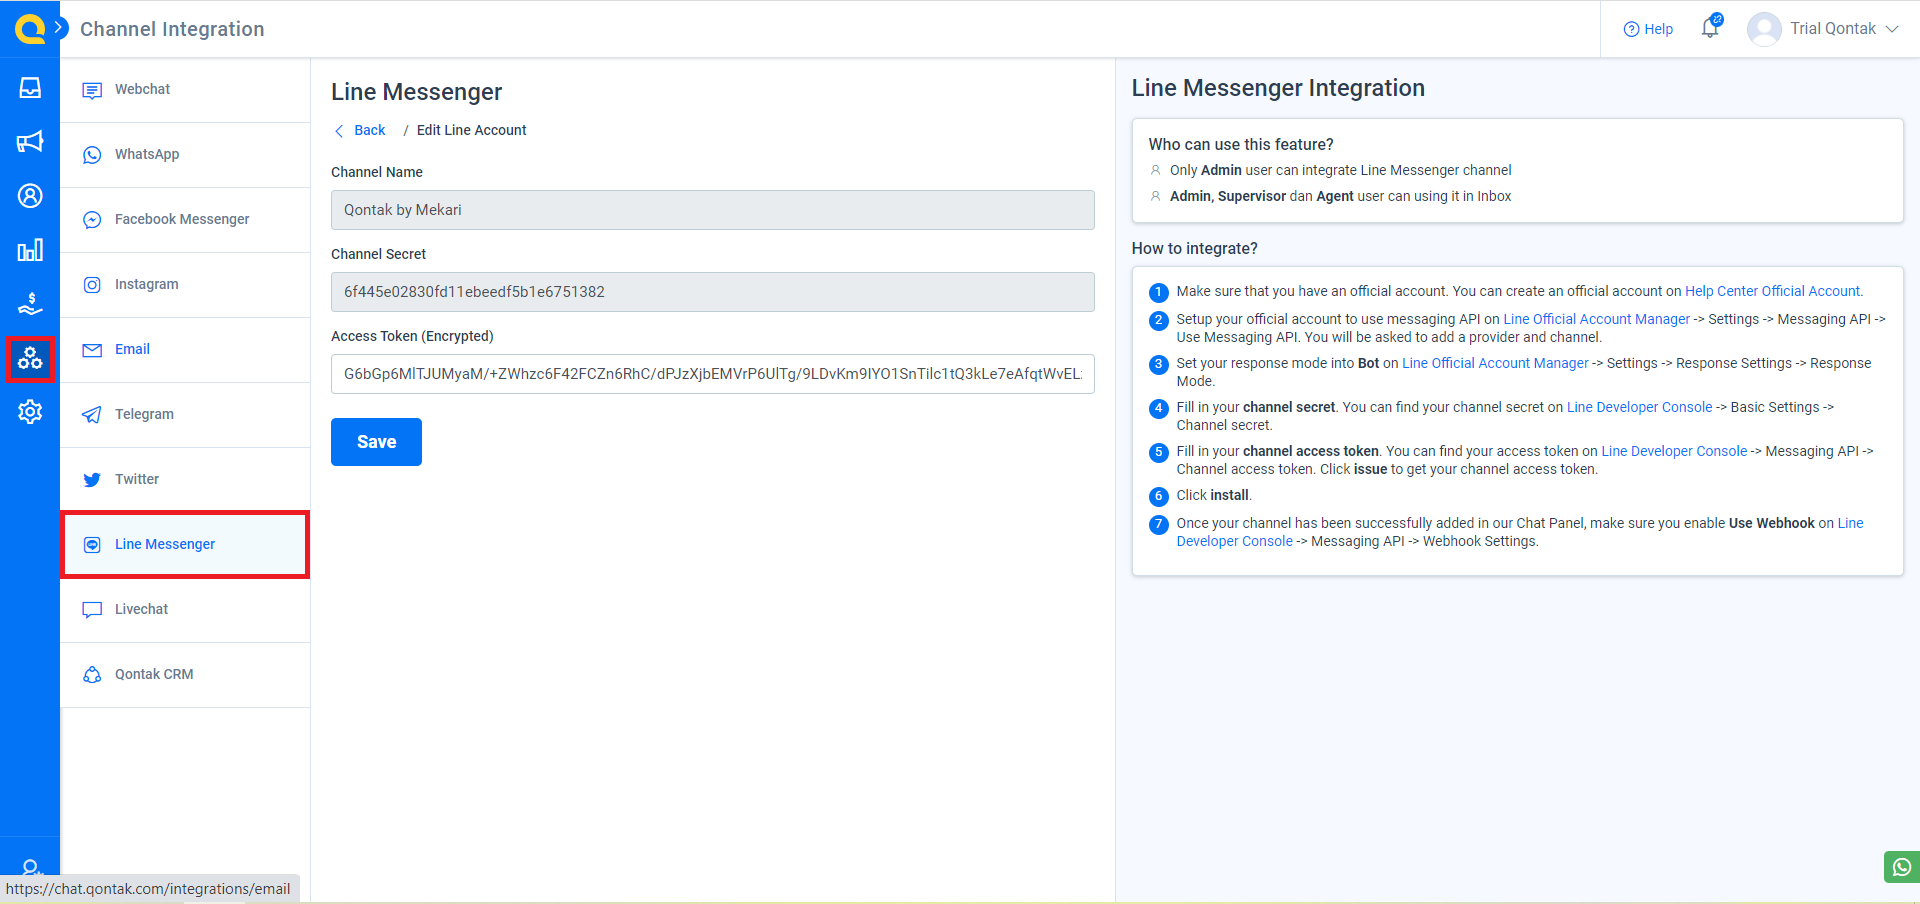 Channel Integration
Help
Trial Qontak
Webchat
WhatsApp
Facebook Messenger
Instagram
Email
Telegram
Twitter
Line Messenger
Livechat
Qontak CRM
Line Messenger
Back / Edit Line Account
Channel Name
Qontak by Mekari
Channel Secret
6f445e02830fd11ebeedf5b1e6751382
Access Token (Encrypted)
G6bGp6MlTJUMyaM/+ZWhzc6F42FCZn6RhC/dPJzXjbEMVrP6UlTg/9LDvKm9IYO1SnTilc1tQ3kLe7eAfqtWvEL
Save
Line Messenger Integration
Who can use this feature?
Only Admin user can integrate Line Messenger channel
Admin, Supervisor dan Agent user can using it in Inbox
How to integrate?
1 Make sure that you have an official account. You can create an official account on Help Center Official Account.
2 Setup your official account to use messaging API on Line Official Account Manager -> Settings -> Messaging API ->
Use Messaging API. You will be asked to add a provider and channel.
3 Set your response mode into Bot on Line Official Account Manager -> Settings -> Response Settings -> Response
Mode.
4 Fill in your channel secret. You can find your channel secret on Line Developer Console -> Basic Settings ->
Channel secret.
5 Fill in your channel access token. You can find your access token on Line Developer Console -> Messaging API ->
Channel access token. Click issue to get your channel access token.
6 Click install.
7 Once your channel has been successfully added in our Chat Panel, make sure you enable Use Webhook on Line
Developer Console -> Messaging API -> Webhook Settings.
https://chat.qontak.com/integrations/email